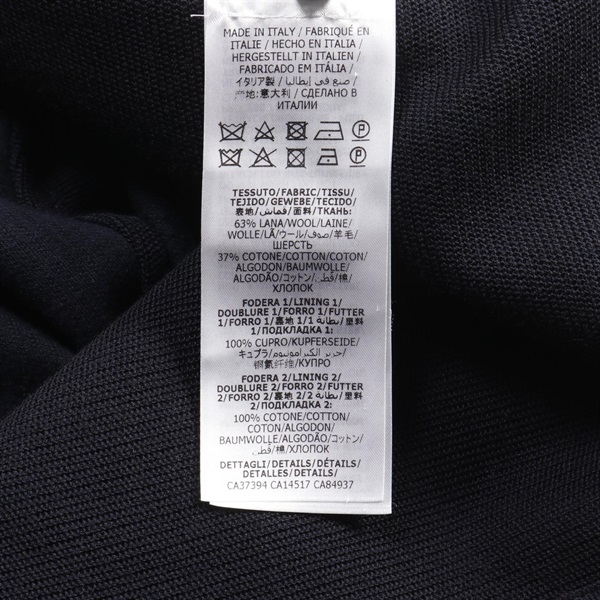 MADE IN ITALY / FABRIQUÉ EN
ITALIE / HECHO EN ITALIA /
HERGESTELLT IN ITALIEN /
FABRICADO EM ITÁLIA /
イタリア製 / صنع في إيطاليا /
产地:意大利 / СДЕЛАНО В
ИТАЛИИ
P
P
TESSUTO/FABRIC/TISSU/
TEJIDO/GEWEBE/TECIDO/
表地/قماش/面料/ТКАНЬ:
63% LANA/WOOL/LAINE/
WOLLE/LÃ/ウール/صوف/羊毛/
ШЕРСТЬ
37% COTONE/COTTON/COTON/
ALGODON/BAUMWOLLE/
ALGODÃO/コットン/قطن/棉/
ХЛОПОК
FODERA 1/LINING 1/
DOUBLURE 1/FORRO 1/FUTTER
1/FORRO 1/裏地 1/بطانة 1/里料
1/ПОДКЛАДКА 1:
100% CUPRO/KUPFERSEIDE/
キュプラ/حرير الكبرامونيوم/
铜氨纤维/КУПРО
FODERA 2/LINING 2/
DOUBLURE 2/FORRO 2/FUTTER
2/FORRO 2/裏地 2/بطانة 2/里料
2/ПОДКЛАДКА 2:
100% COTONE/COTTON/
COTON/ALGODON/
BAUMWOLLE/ALGODÃO/コットン/
قطن/棉/ХЛОПОК
DETTAGLI/DETAILS/DÉTAILS/
DETALLES/DETAILS/
CA37394 CA14517 CA84937